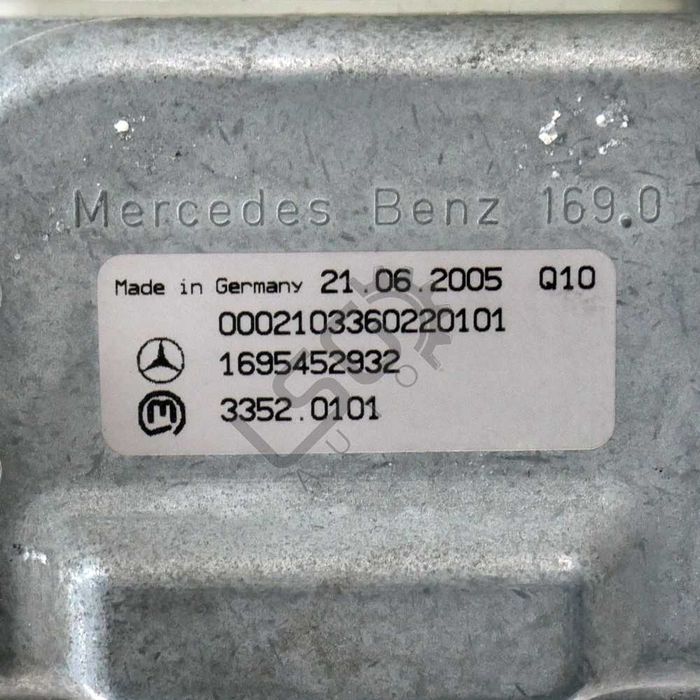 Mercedes Benz 169.0
Made in Germany 21.06.2005 Q10
0002103360220101
1695452932
M 3352.0101